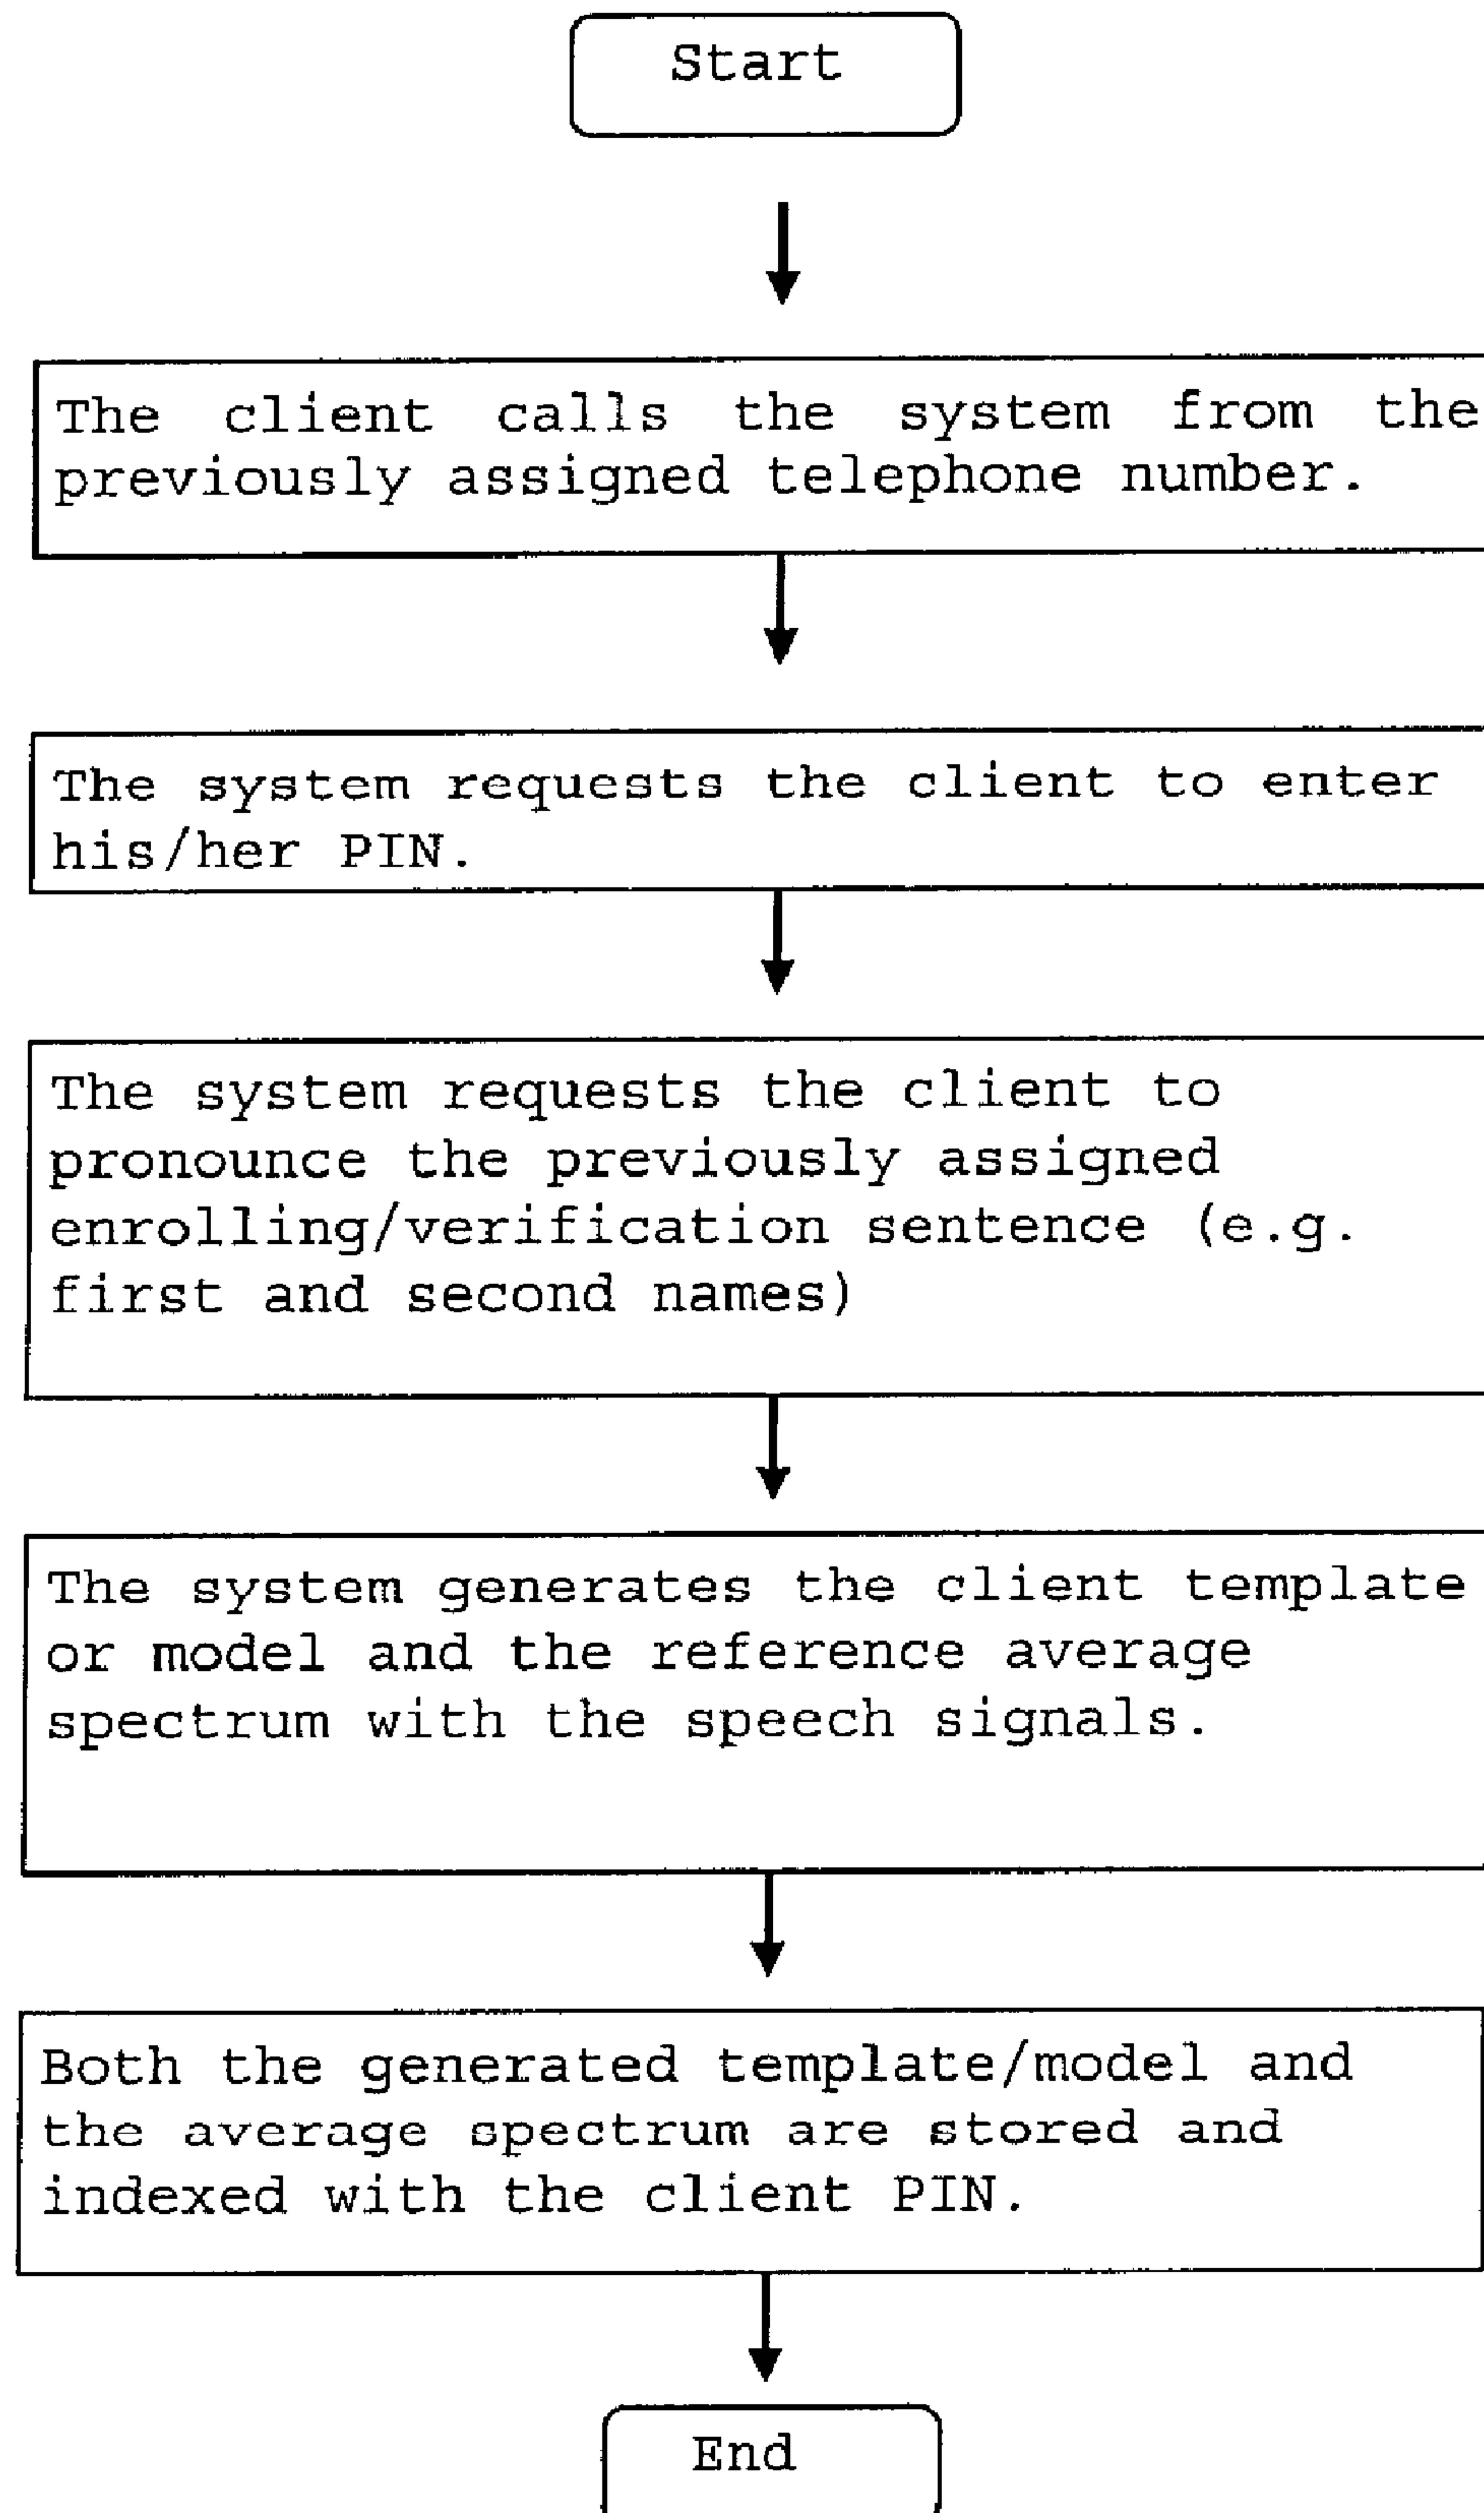 Start
The client calls the system from the
previously assigned telephone number.
The system requests the client to enter
his/her PIN.
The system requests the client to
pronounce the previously assigned
enrolling/verification sentence (e.g.
first and second names)
The system generates the client template
or model and the reference average
spectrum with the speech signals.
Both the generated template/model and
the average spectrum are stored and
indexed with the client PIN.
End